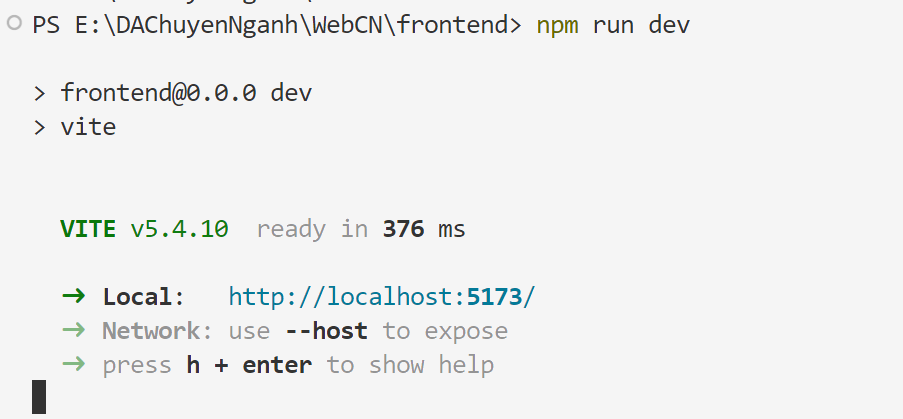 PS E:\DAChuyenNganh\WebCN\frontend> npm run dev
> frontend@0.0.0 dev
> vite
VITE v5.4.10 ready in 376 ms
➜ Local: http://localhost:5173/
➜ Network: use --host to expose
➜ press h + enter to show help